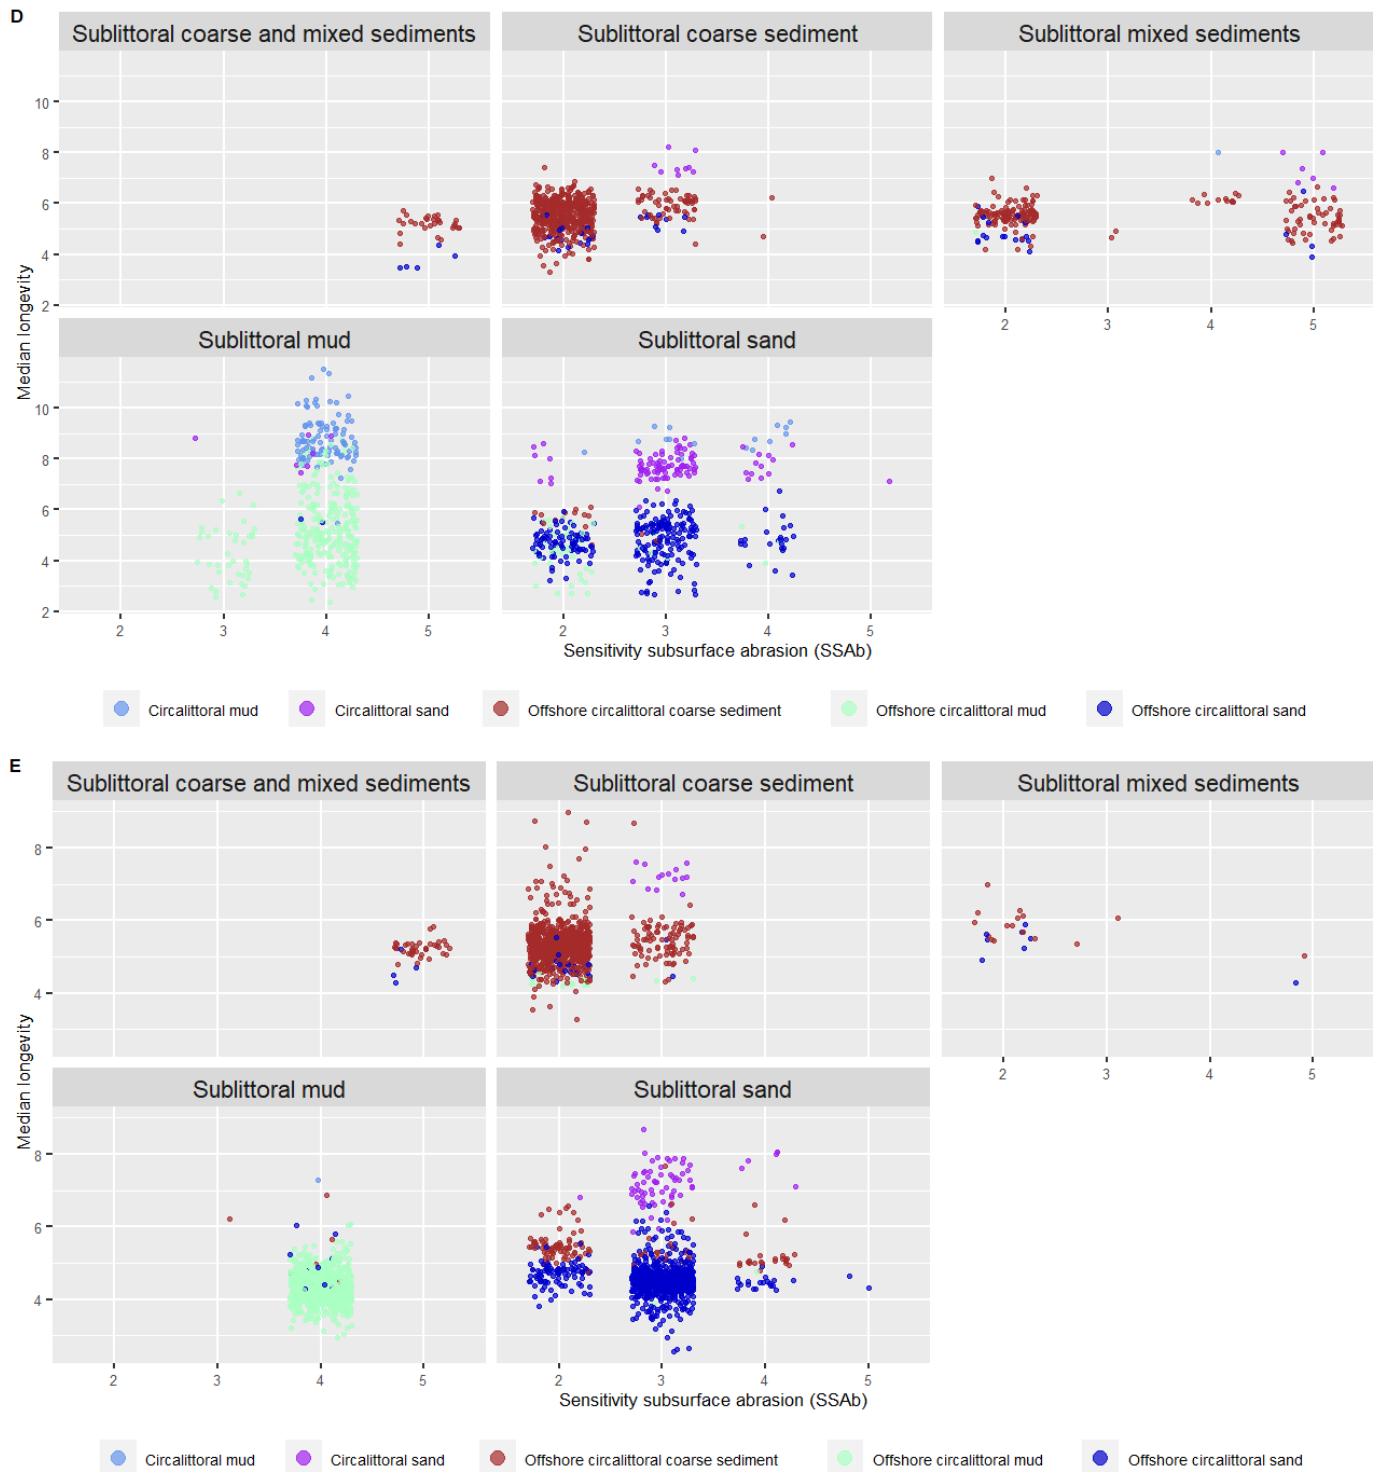 D
Sublittoral coarse and mixed sediments
Sublittoral coarse sediment
Sublittoral mixed sediments
10
8
6
4
2
2
3
4
5
Sublittoral mud
Sublittoral sand
10
8
6
4
2
2
3
4
5
2
3
4
5
Median longevity
Sensitivity subsurface abrasion (SSAb)
Circalittoral mud
Circalittoral sand
Offshore circalittoral coarse sediment
Offshore circalittoral mud
Offshore circalittoral sand
E
Sublittoral coarse and mixed sediments
Sublittoral coarse sediment
Sublittoral mixed sediments
8
6
4
2
3
4
5
Sublittoral mud
Sublittoral sand
8
6
4
2
3
4
5
2
3
4
5
Median longevity
Sensitivity subsurface abrasion (SSAb)
Circalittoral mud
Circalittoral sand
Offshore circalittoral coarse sediment
Offshore circalittoral mud
Offshore circalittoral sand